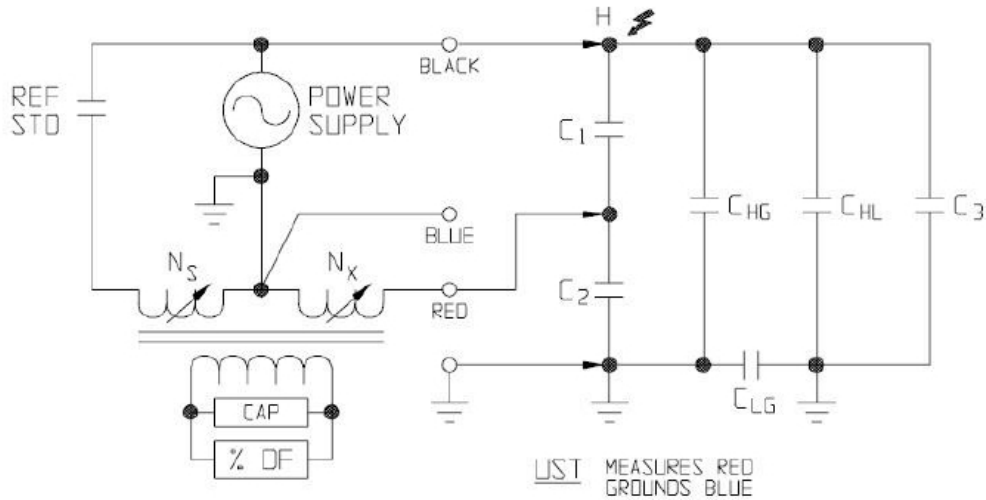 H
BLACK
REF
STD
POWER
SUPPLY
C1
CHG
CHL
C3
BLUE
NS
NX
RED
C2
CLG
CAP
% DF
UST MEASURES RED
GROUNDS BLUE